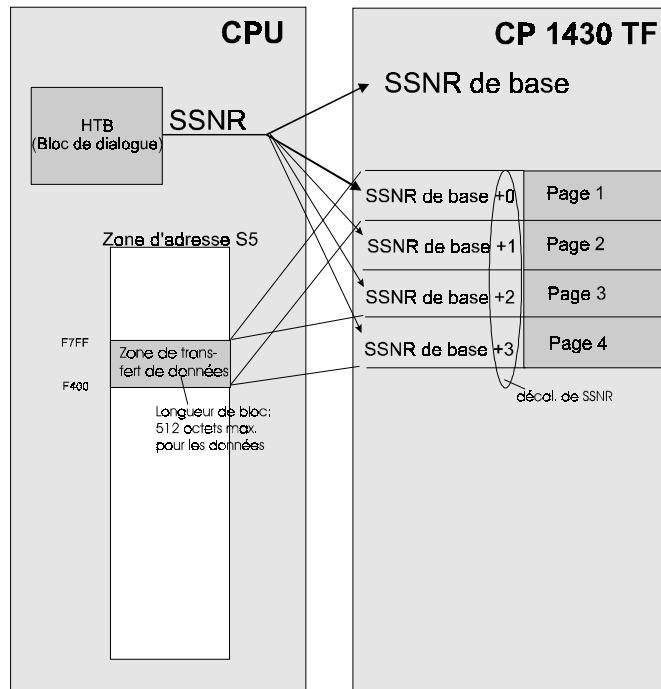 CPU
HTB
(Bloc de dialogue)
SSNR
Zone d'adresse S5
F7FF
F400
Zone de trans-
fert de données
Longueur de bloc:
512 octets max.
pour les données
CP 1430 TF
SSNR de base
SSNR de base +0
Page 1
SSNR de base +1
Page 2
SSNR de base +2
Page 3
SSNR de base +3
Page 4
décal. de SSNR